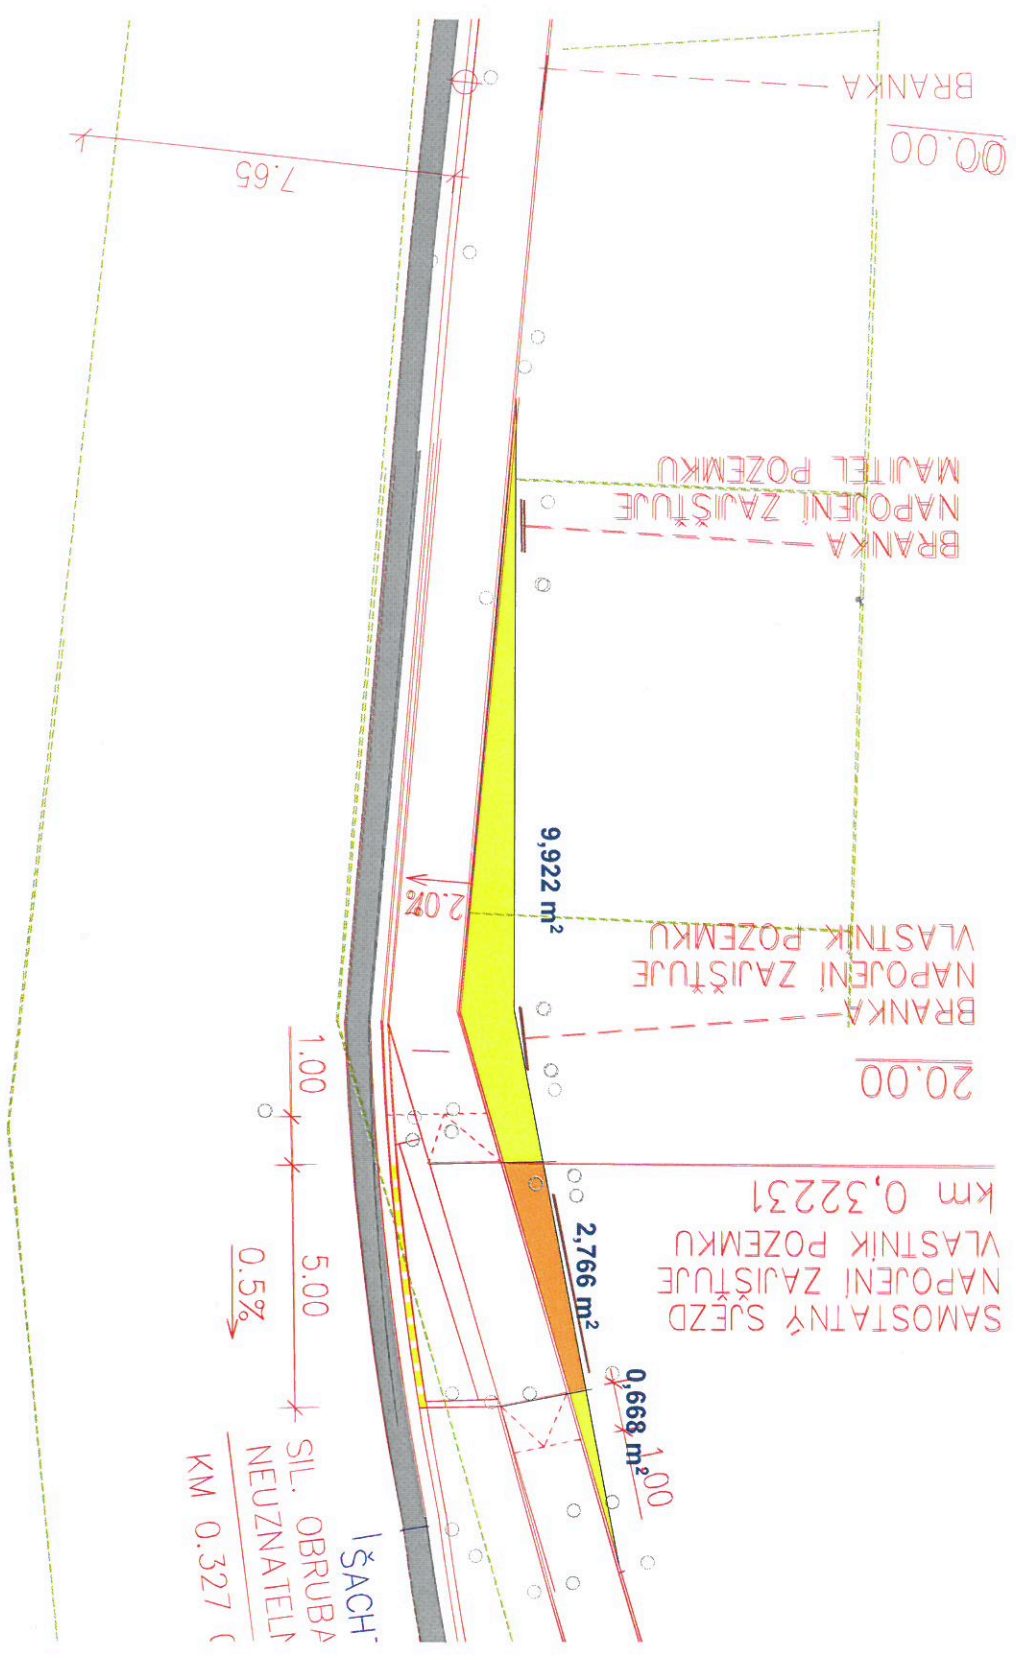 BRANKA
00.00
7.65
MAJITEL POZEMKU
NAPOJENÍ ZAJIŠŤUJE
BRANKA
9,922 m²
2.0%
VLASTNÍK POZEMKU
NAPOJENÍ ZAJIŠŤUJE
BRANKA
20.00
1.00
km 0,32231
VLASTNÍK POZEMKU
NAPOJENÍ ZAJIŠŤUJE
SAMOSTATNÝ SJEZD
2,766 m²
5.00
0.5%
0,668 m²
1.00
SIL. OBRUBA
NEUZNATELN
KM 0.327 (
ŠACHT